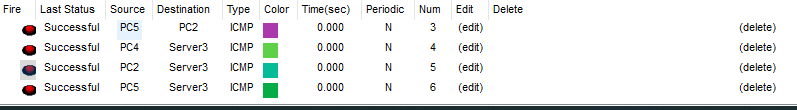 Fire Last Status Source Destination Type Color Time(sec) Periodic Num Edit Delete
Successful PC5 PC2 ICMP 0.000 N 3 (edit) (delete)
Successful PC4 Server3 ICMP 0.000 N 4 (edit) (delete)
Successful PC2 Server3 ICMP 0.000 N 5 (edit) (delete)
Successful PC5 Server3 ICMP 0.000 N 6 (edit) (delete)